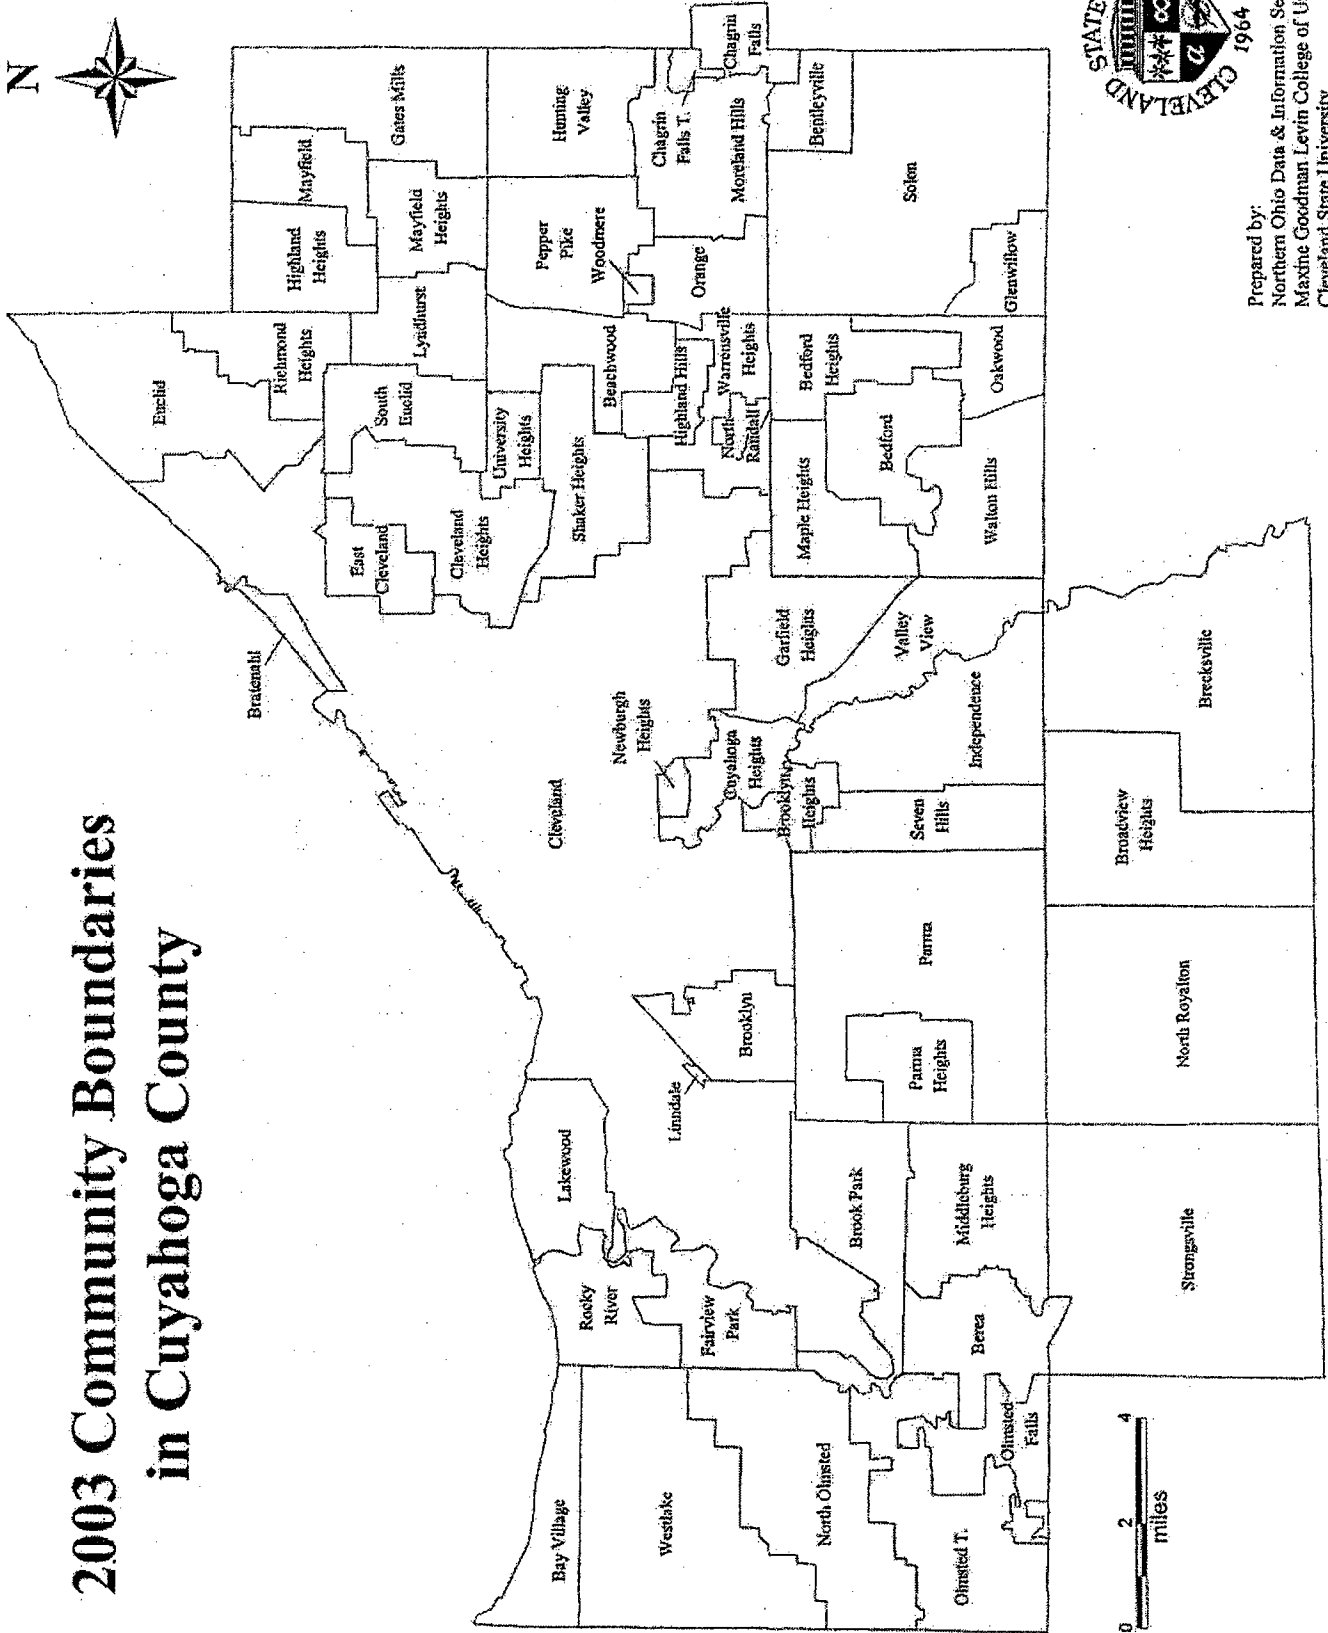 2003 Community Boundaries
in Cuyahoga County
N
Bratenahl
Euclid
Richmond
Heights
Highland
Heights
Mayfield
Gates Mills
Mayfield
Heights
Lyndhurst
South
Euclid
East
Cleveland
Cleveland
Heights
University
Heights
Shaker Heights
Beachwood
Pepper
Pike
Woodmere
Hunting
Valley
Chagrin
Falls T.
Chagrin
Falls
Moreland Hills
Orange
Highland Hills
Warrensville
Heights
North
Randall
Bentleyville
Solon
Glenwillow
Bedford
Heights
Oakwood
Bedford
Maple Heights
Walton Hills
Garfield
Heights
Valley
View
Newburgh
Heights
Cuyahoga
Heights
Brooklyn
Heights
Independence
Seven
Hills
Cleveland
Brooklyn
Linndale
Parma
Parma
Heights
Lakewood
Rocky
River
Fairview
Park
Brook Park
Middleburg
Heights
Berea
Bay Village
Westlake
North Olmsted
Olmsted T.
Olmsted
Falls
Strongsville
North Royalton
Broadview
Heights
Brecksville
0 2 4
miles
CLEVELAND STATE
1964
Prepared by:
Northern Ohio Data & Information Se
Maxine Goodman Levin College of U
Cleveland State University